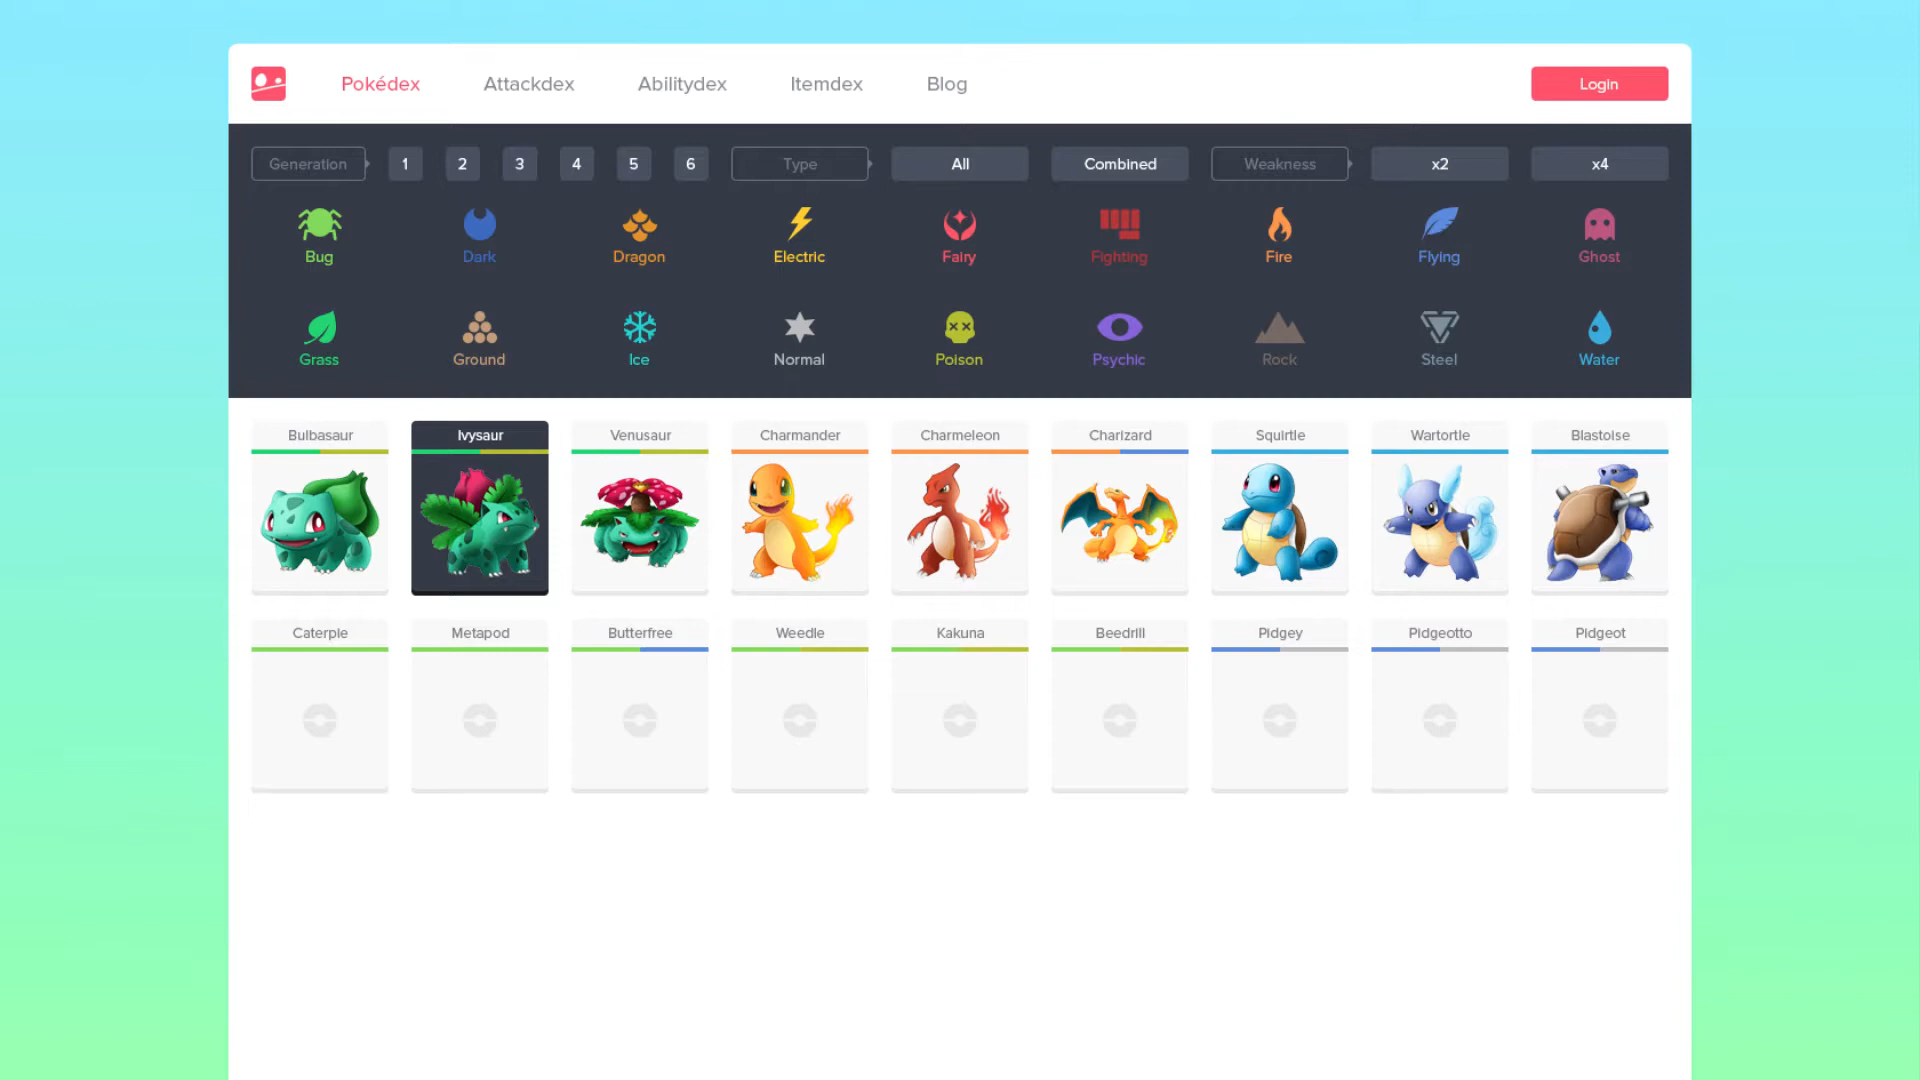 Pokédex Attackdex Abilitydex Itemdex Blog Login
Generation 1 2 3 4 5 6 Type All Combined Weakness x2 x4
Bug Dark Dragon Electric Fairy Fighting Fire Flying Ghost
Grass Ground Ice Normal Poison Psychic Rock Steel Water
Bulbasaur Ivysaur Venusaur Charmander Charmeleon Charizard Squirtle Wartortle Blastoise
Caterpie Metapod Butterfree Weedle Kakuna Beedrill Pidgey Pidgeotto Pidgeot